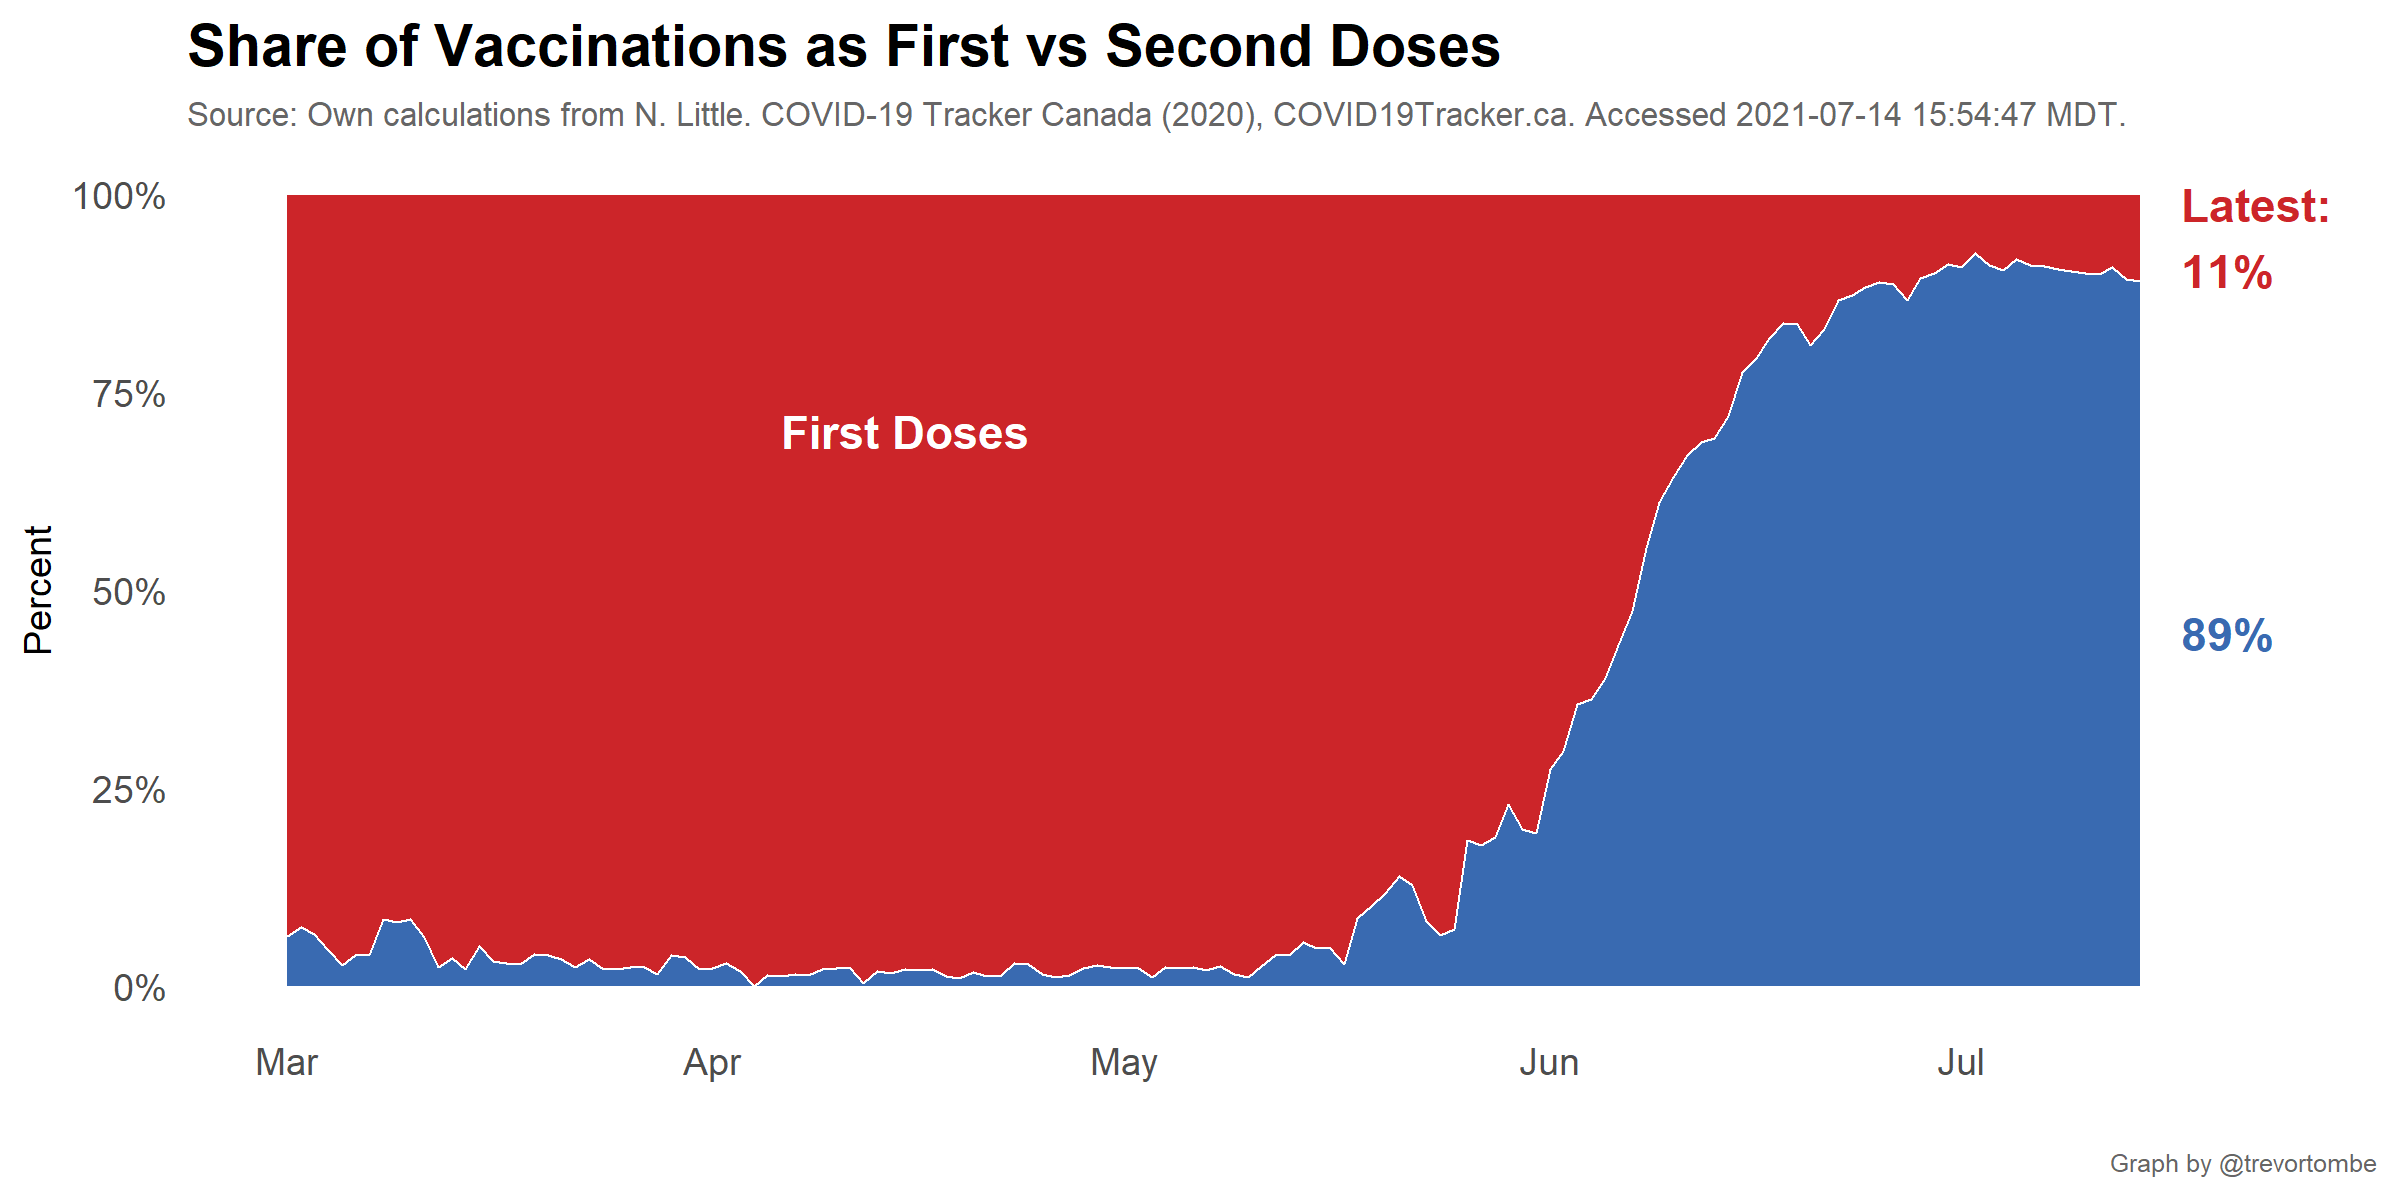 Share of Vaccinations as First vs Second Doses
Source: Own calculations from N. Little. COVID-19 Tracker Canada (2020), COVID19Tracker.ca. Accessed 2021-07-14 15:54:47 MDT.
100%
75%
50%
25%
0%
Percent
First Doses
Latest:
11%
89%
Mar
Apr
May
Jun
Jul
Graph by @trevortombe